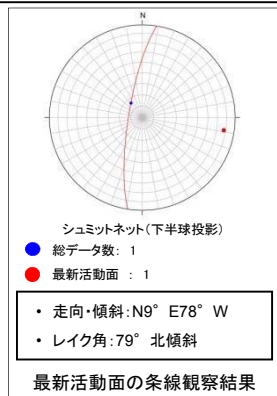 N
シュミットネット(下半球投影)
総データ数: 1
最新活動面 : 1
• 走向・傾斜:N9° E78° W
• レイク角:79° 北傾斜
最新活動面の条線観察結果